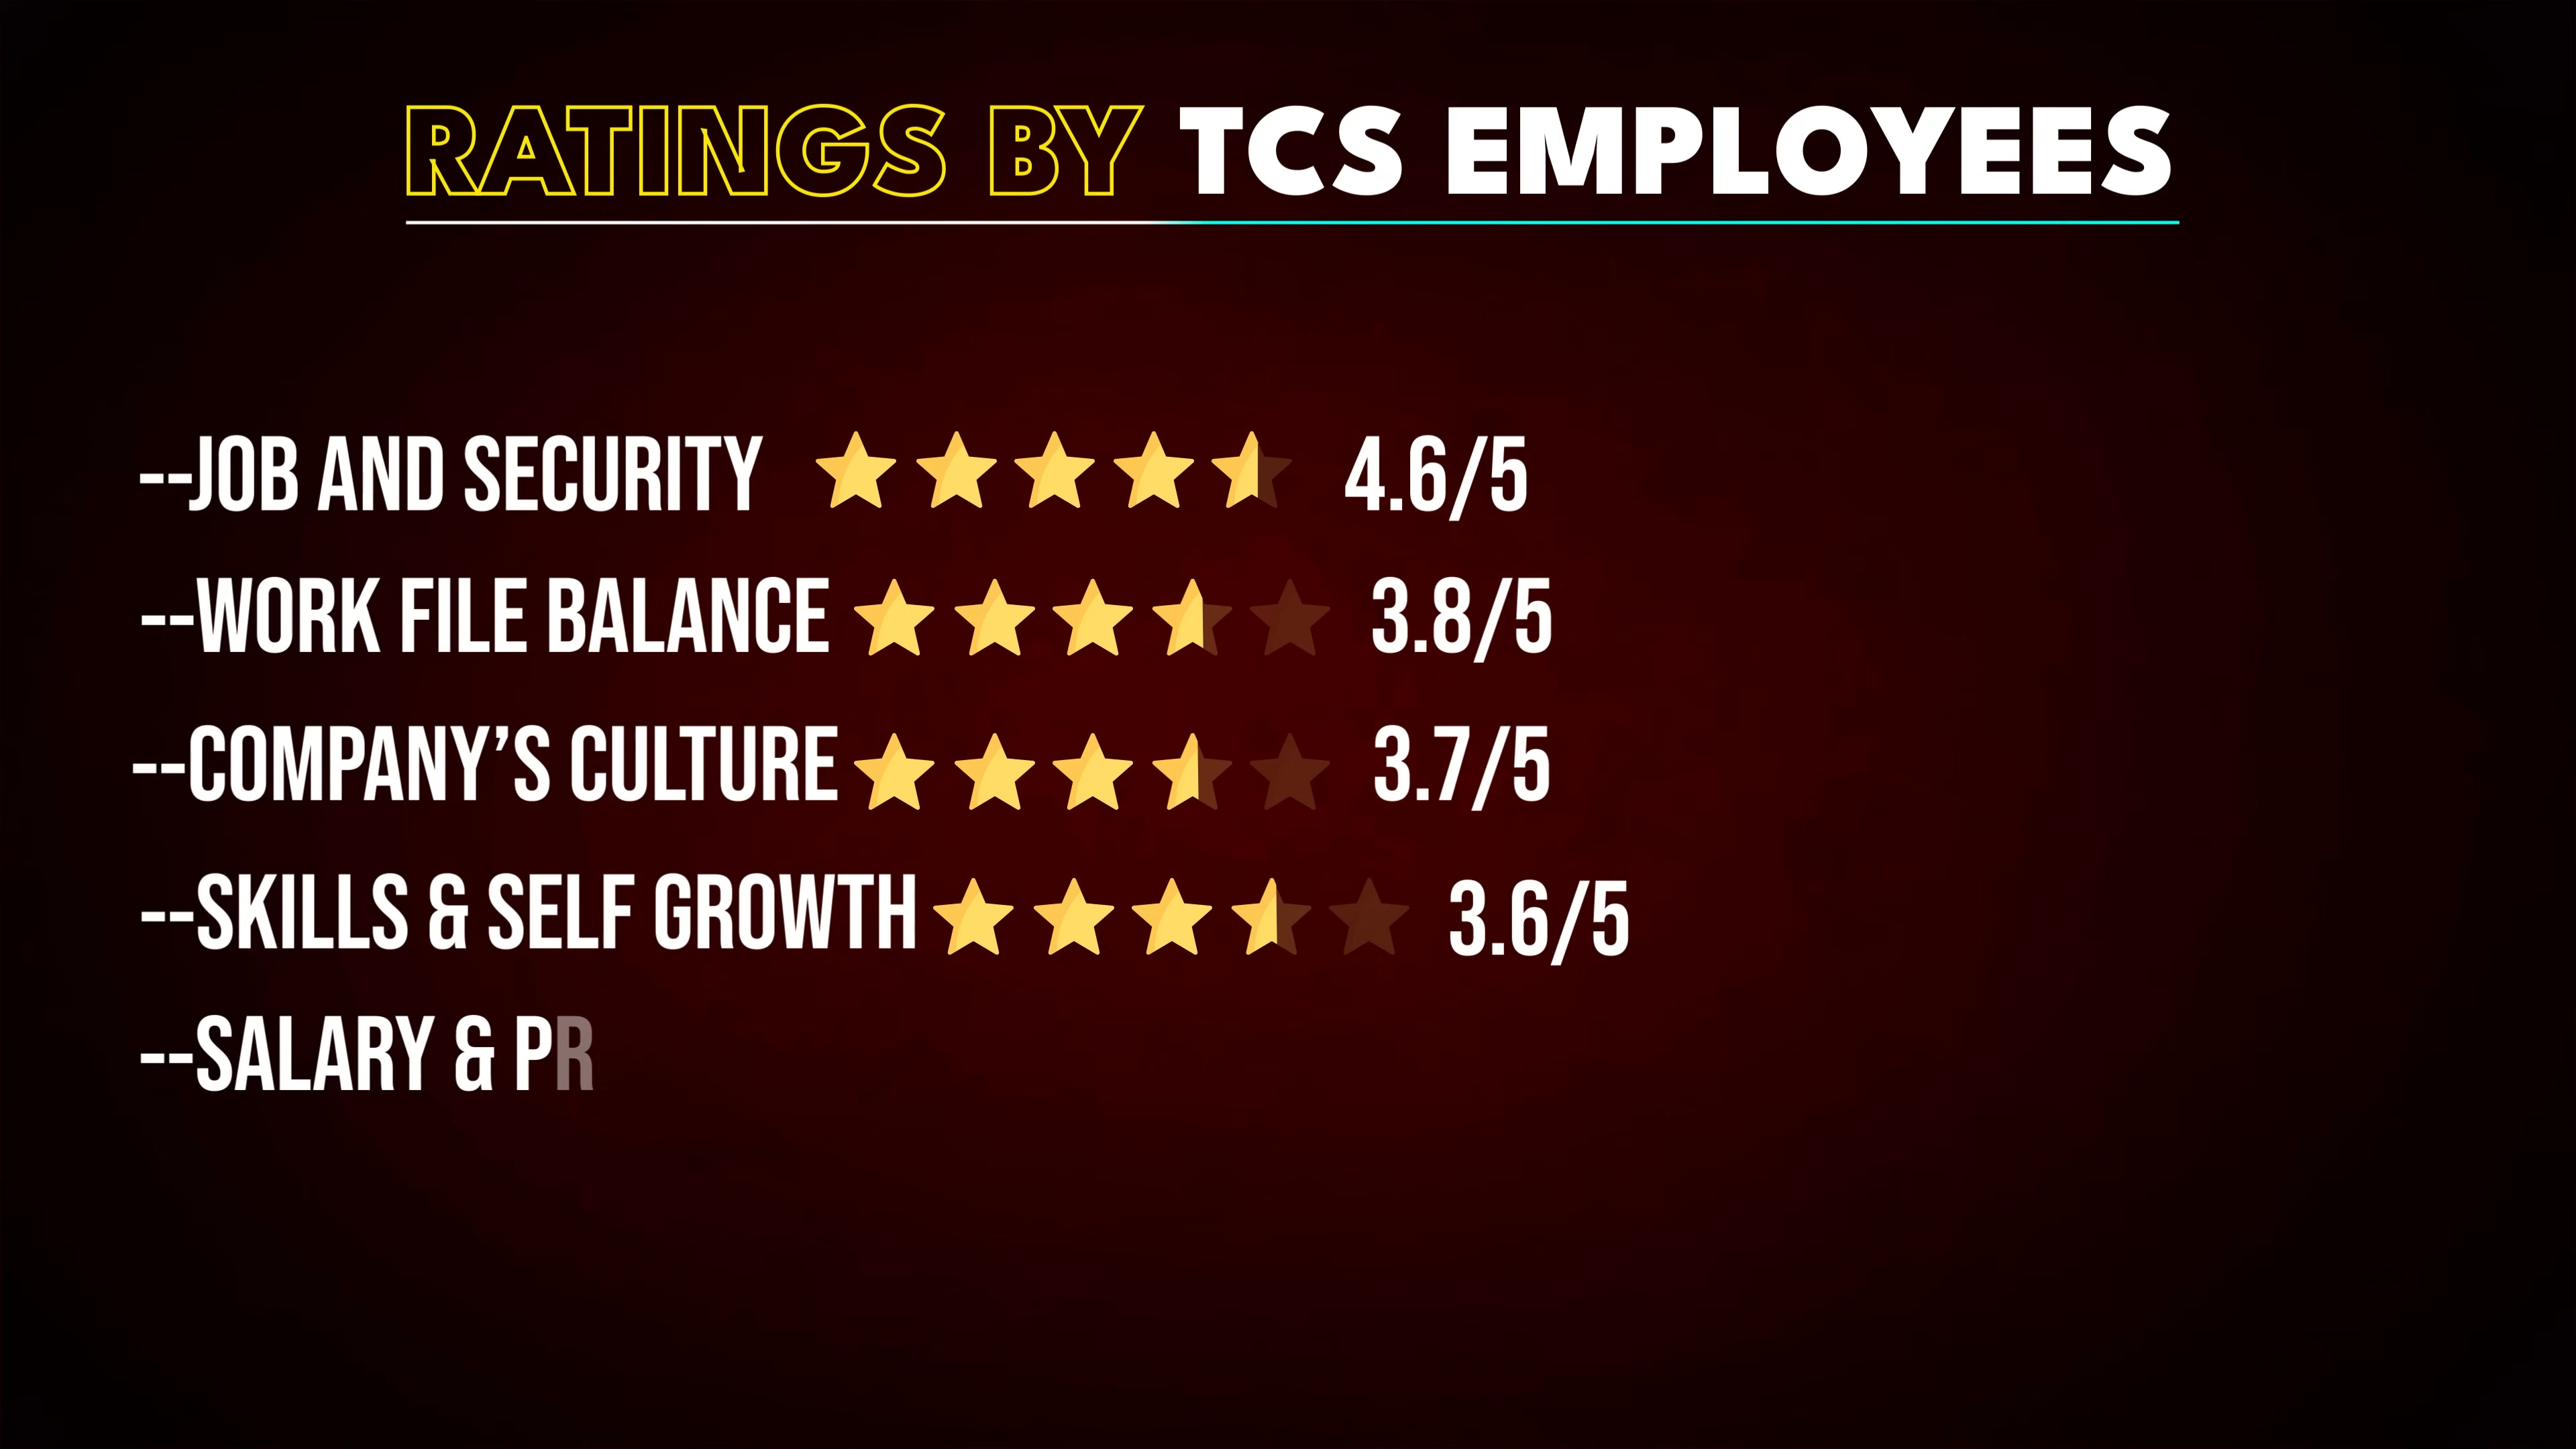 RATINGS BY TCS EMPLOYEES
--JOB AND SECURITY 4.6/5
--WORK FILE BALANCE 3.8/5
--COMPANY’S CULTURE 3.7/5
--SKILLS & SELF GROWTH 3.6/5
--SALARY & PR